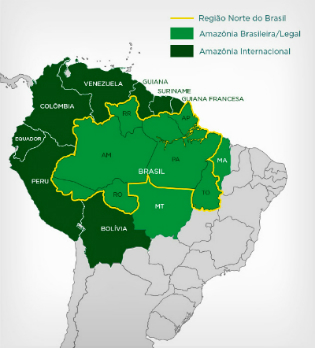 Região Norte do Brasil
Amazônia Brasileira/Legal
Amazônia Internacional
VENEZUELA
GUIANA
SURINAME
GUIANA FRANCESA
COLÔMBIA
RR
AP
EQUADOR
AM
PA
MA
BRASIL
PERU
RO
TO
MT
BOLÍVIA